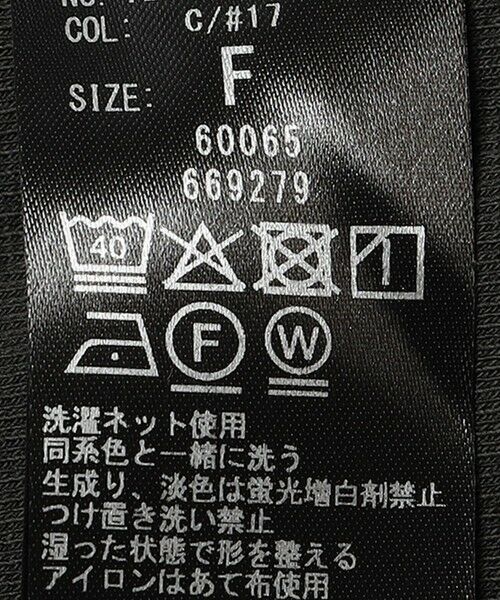 COL: C/#17
SIZE: F
60065
669279
40
F W
洗濯ネット使用
同系色と一緒に洗う
生成り、淡色は蛍光増白剤禁止
つけ置き洗い禁止
湿った状態で形を整える
アイロンはあて布使用